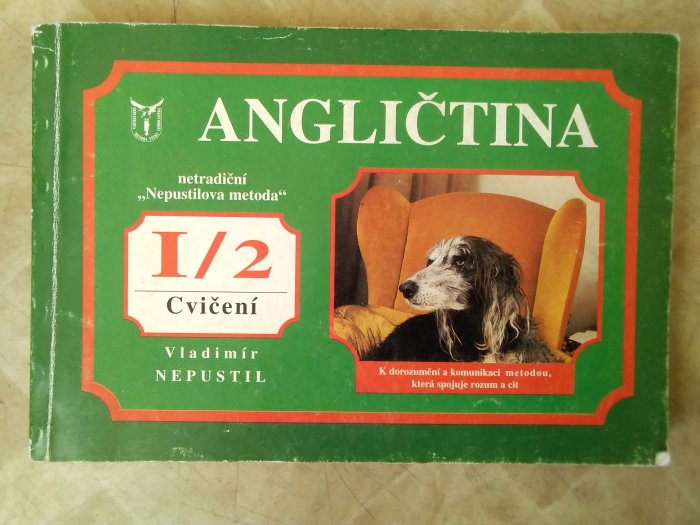 ANGLIČTINA
netradiční
„Nepustilova metoda“
I/2
Cvičení
Vladimír
NEPUSTIL
K dorozumění a komunikaci metodou,
která spojuje rozum a cit